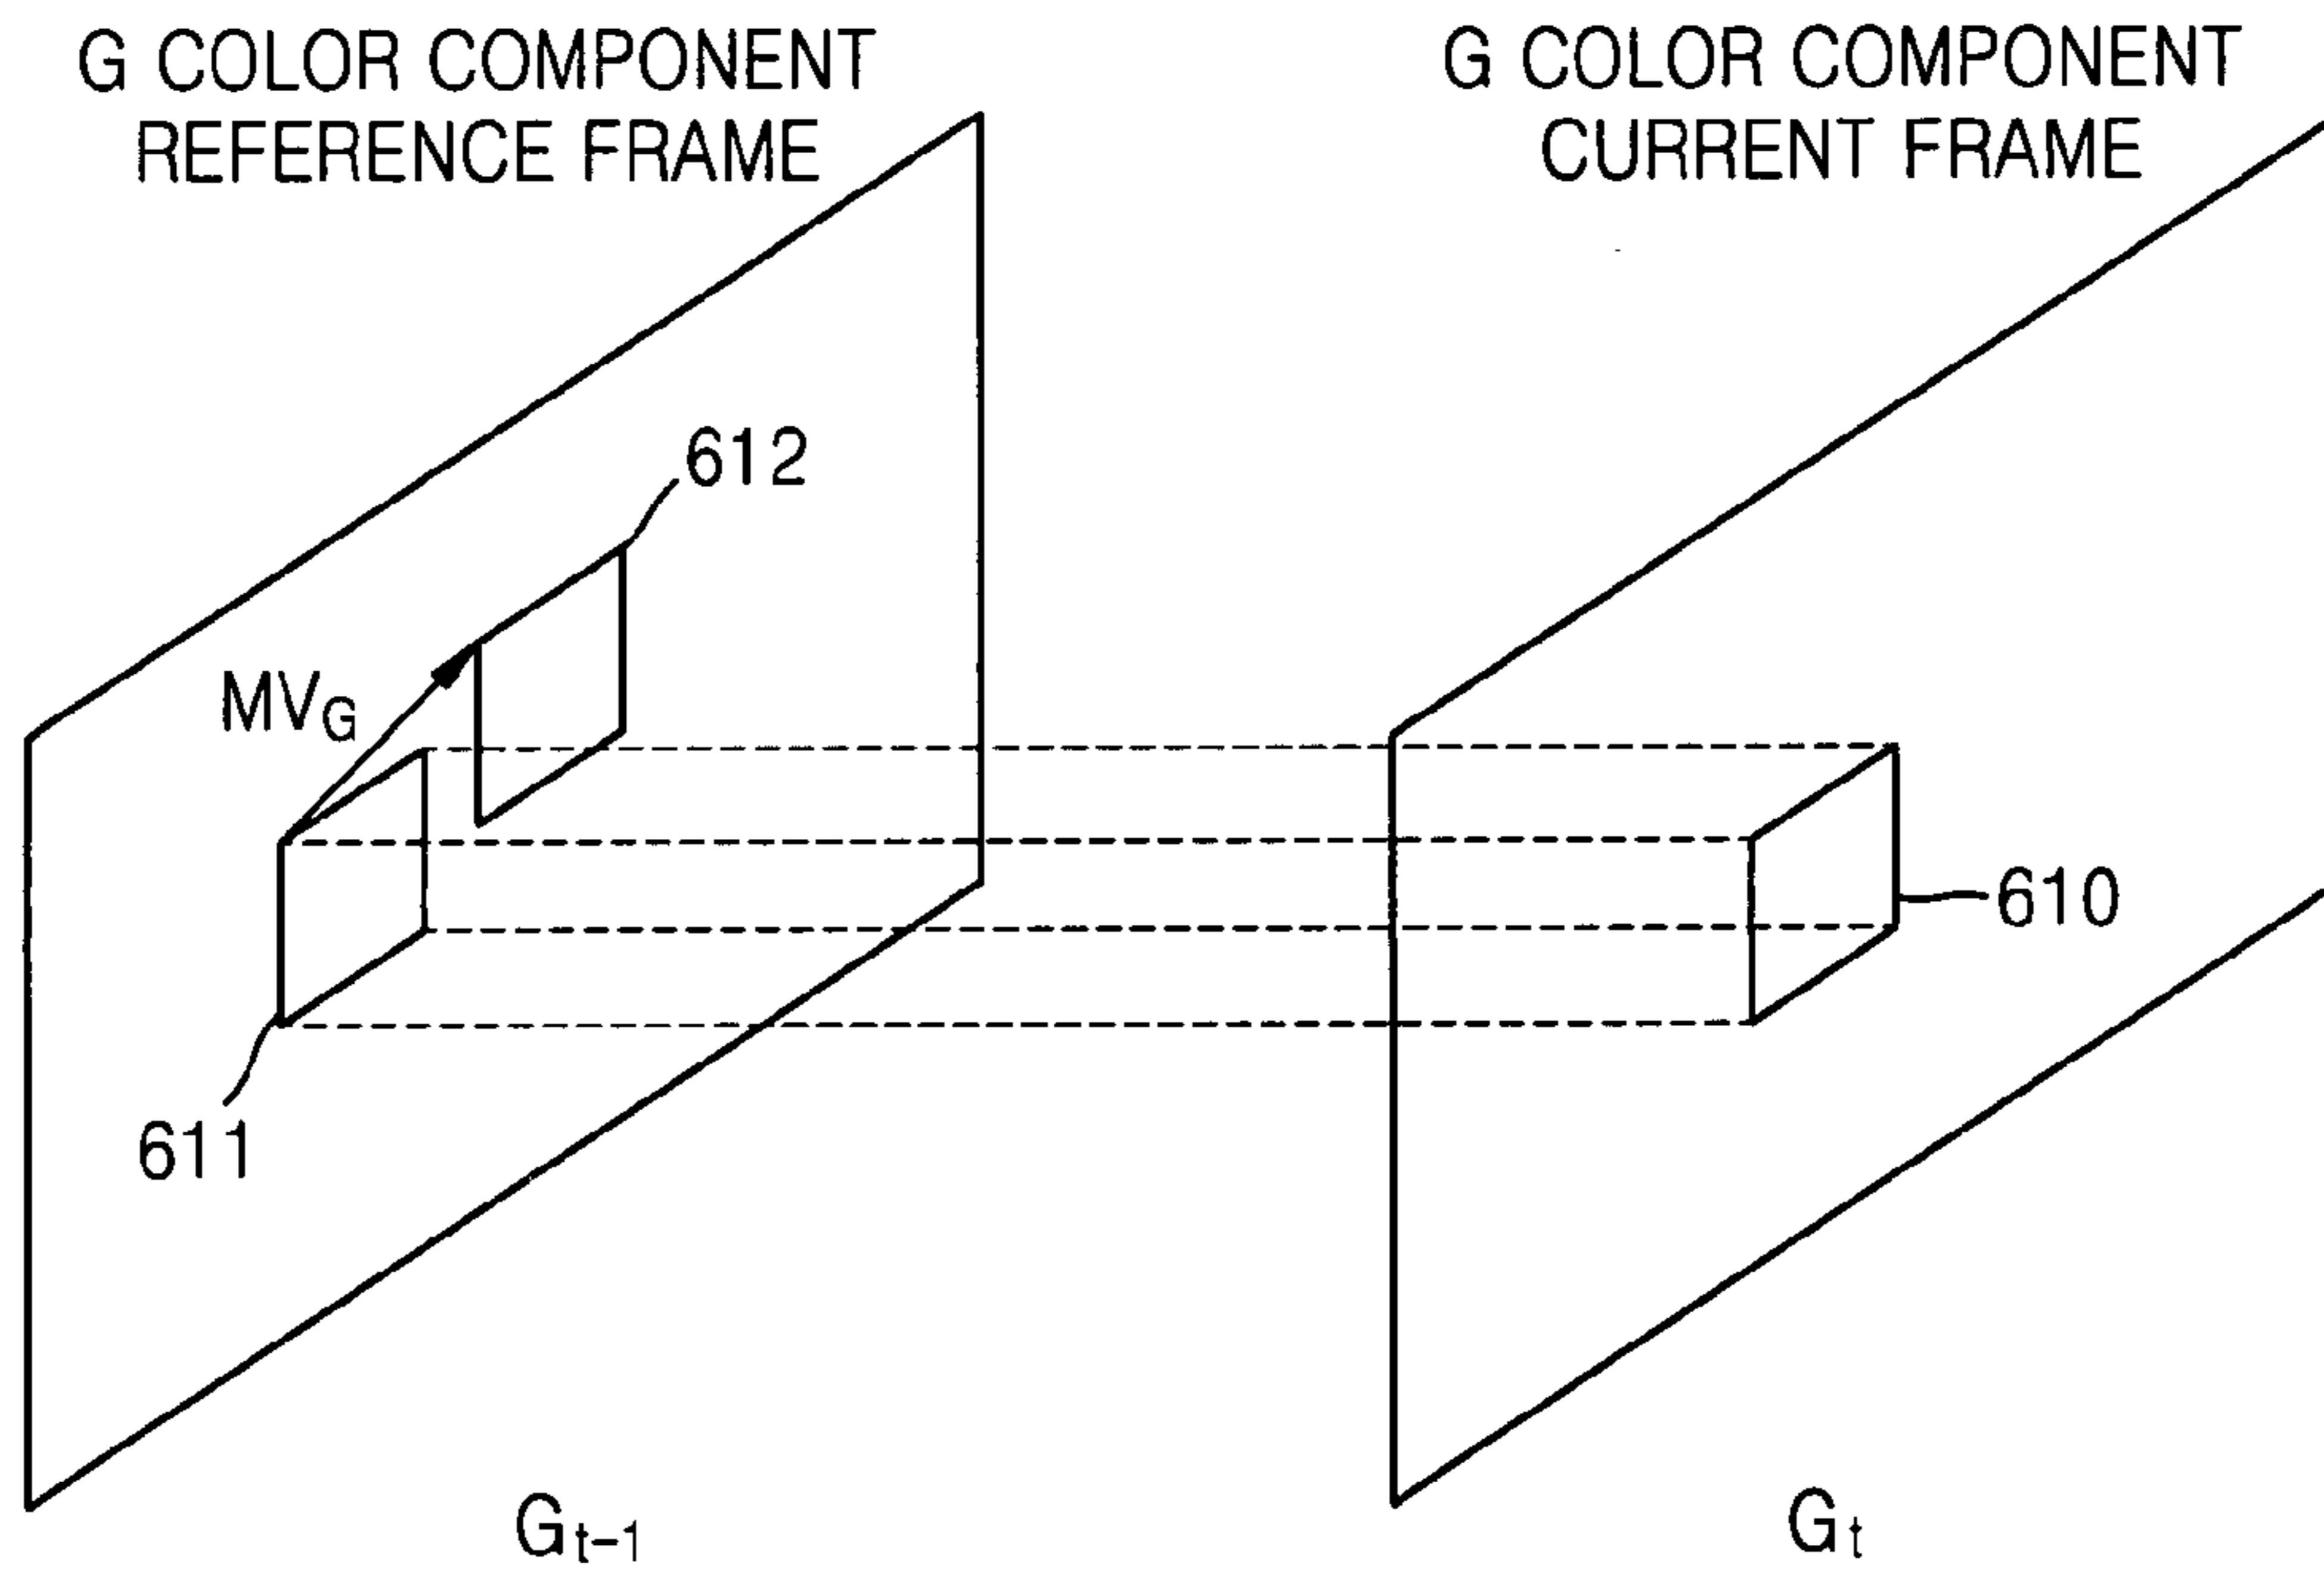 G COLOR COMPONENT
REFERENCE FRAME
G COLOR COMPONENT
CURRENT FRAME
612
MVG
610
611
Gt-1
Gt